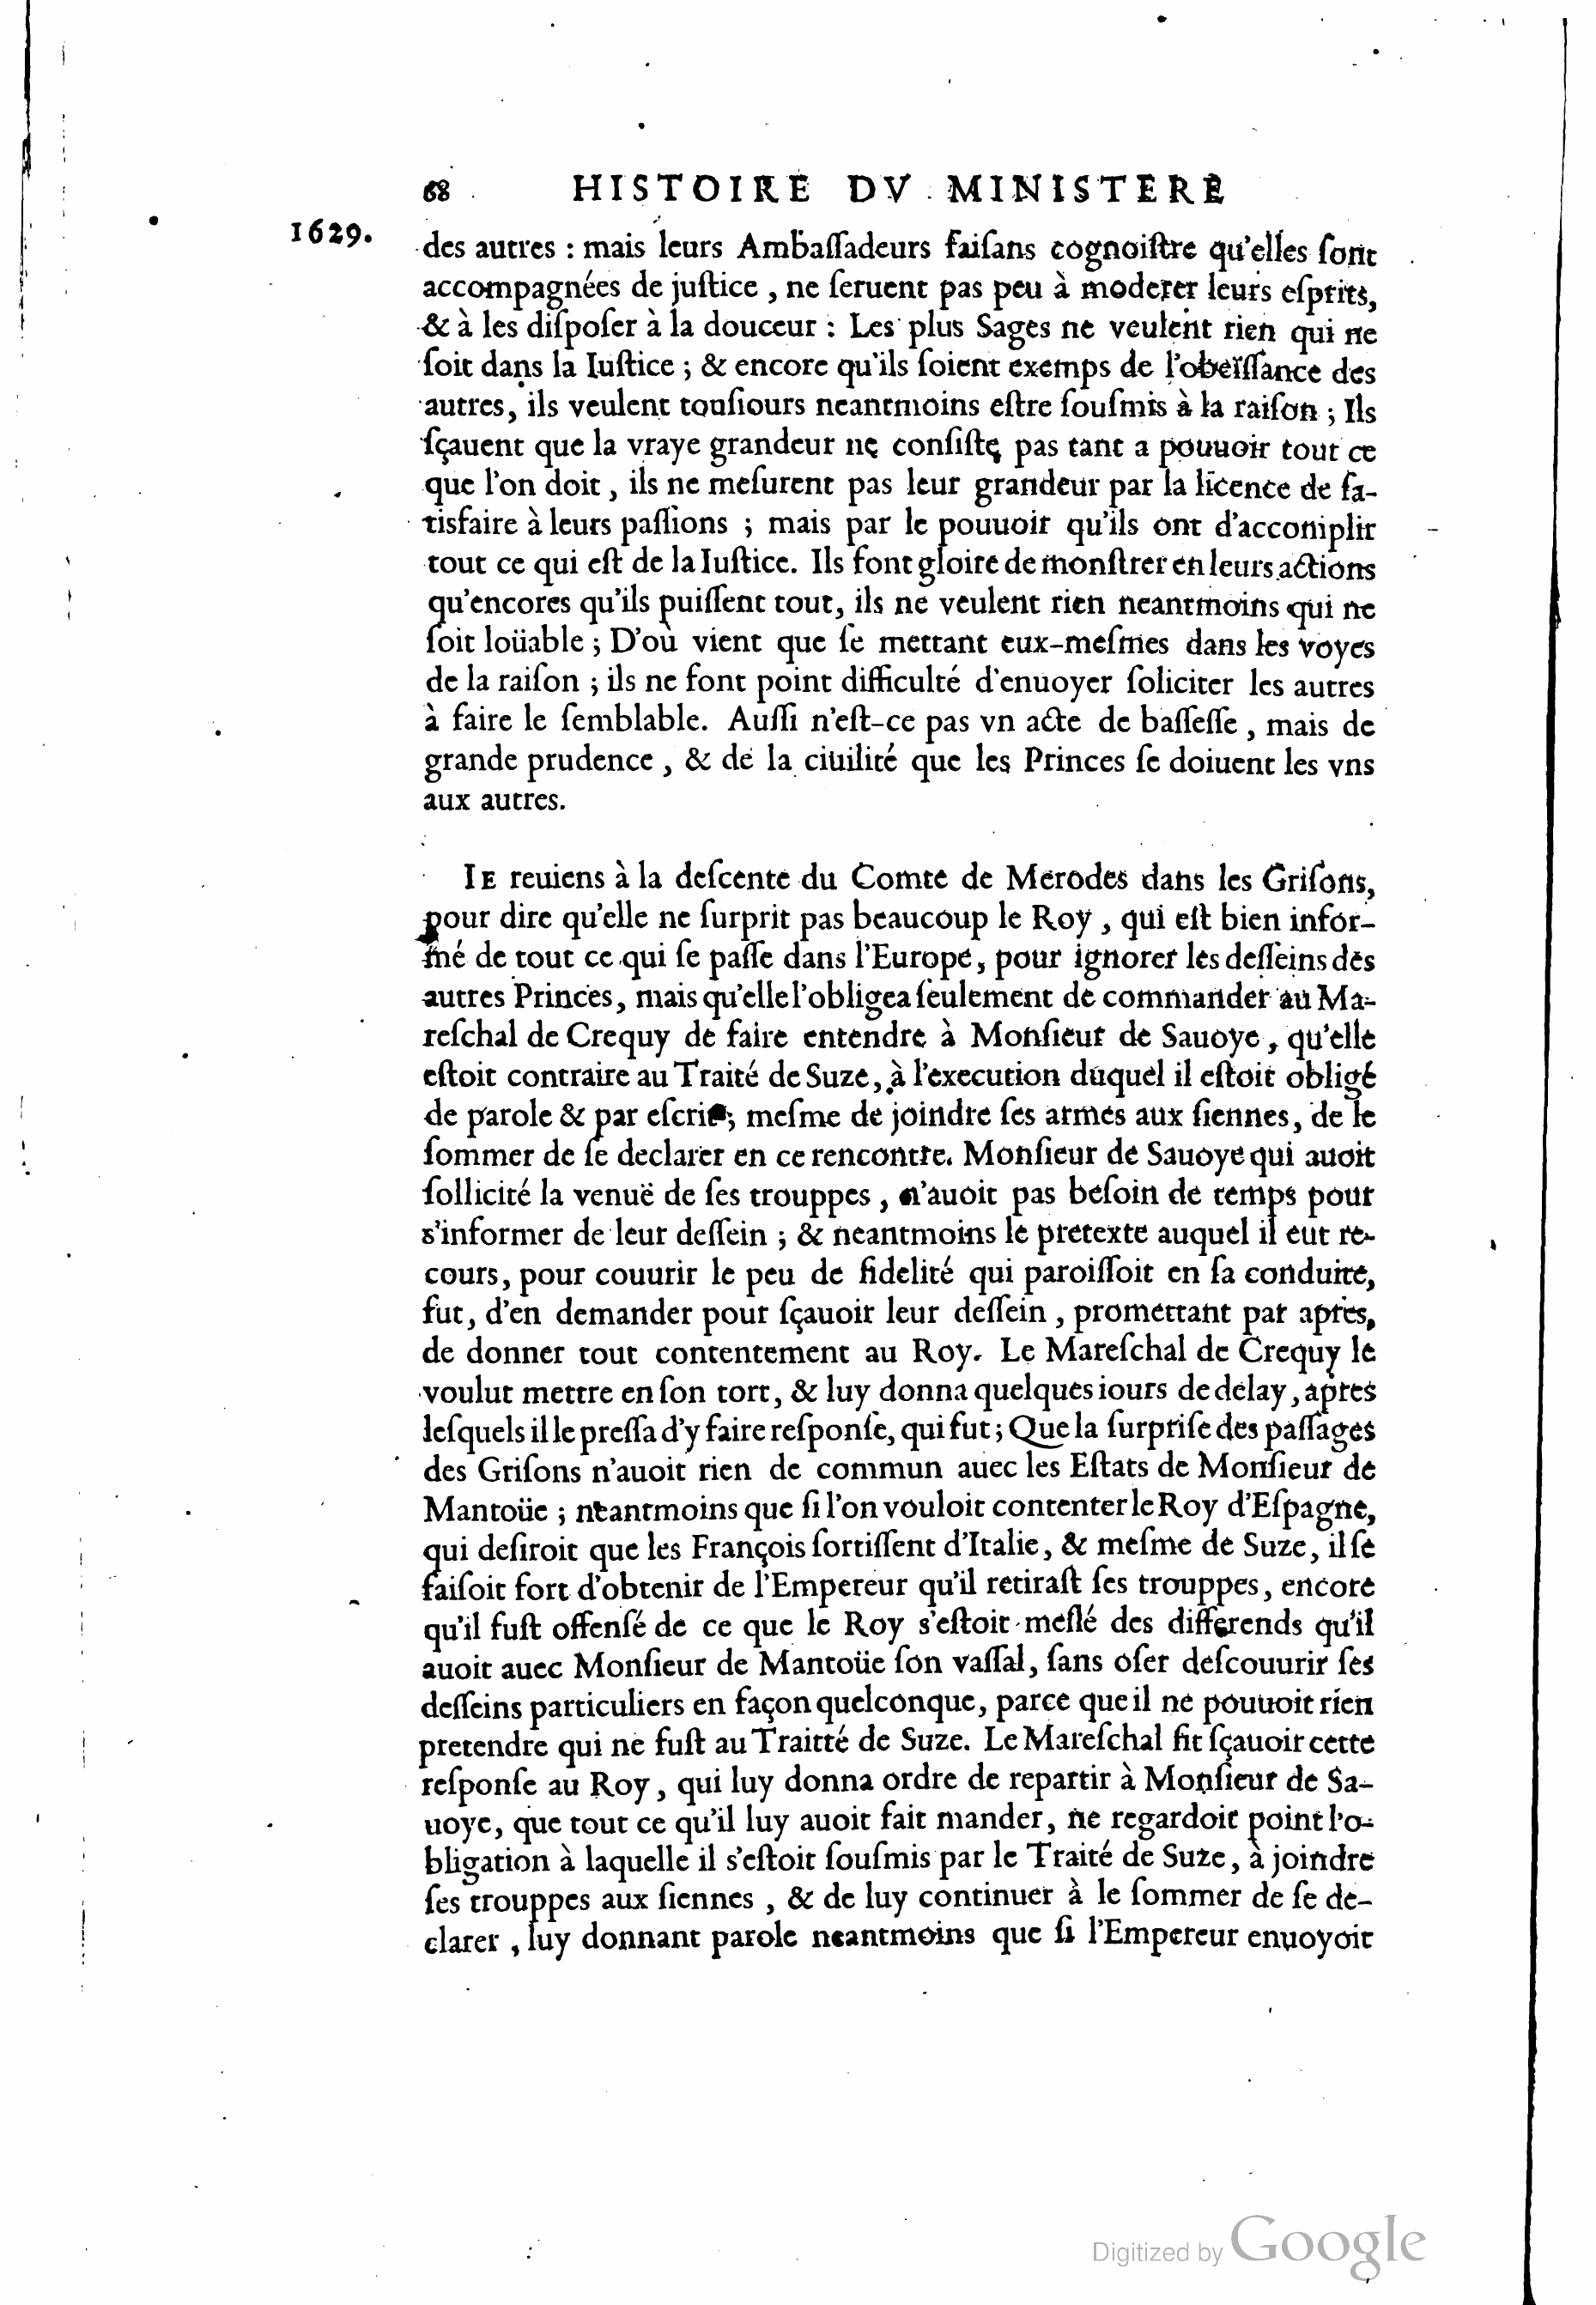 68 HISTOIRE DV MINISTERE
1629.
des autres : mais leurs Ambaſſadeurs faiſans cognoiſtre qu'elles ſont
accompagnées de juſtice , ne ſeruent pas peu à moderer leurs eſprits,
& à les diſpoſer à la douceur : Les plus Sages ne veulent rien qui ne
ſoit dans la Iuſtice ; & encore qu'ils ſoient exemps de l'obeïſſance des
autres, ils veulent touſiours neantmoins eſtre ſouſmis à la raiſon ; Ils
ſçauent que la vraye grandeur ne conſiſte pas tant a pouuoir tout ce
que l'on doit , ils ne meſurent pas leur grandeur par la licence de ſa-
tisfaire à leurs paſſions ; mais par le pouuoir qu'ils ont d'accomplir
tout ce qui eſt de la Iuſtice. Ils font gloire de monſtrer en leurs actions
qu'encores qu'ils puiſſent tout, ils ne veulent rien neantmoins qui ne
ſoit loüable ; D'où vient que ſe mettant eux-meſmes dans les voyes
de la raiſon ; ils ne font point difficulté d'enuoyer ſoliciter les autres
à faire le ſemblable. Auſſi n'eſt-ce pas vn acte de baſſeſſe , mais de
grande prudence , & de la ciuilité que les Princes ſe doiuent les vns
aux autres.
IE reuiens à la deſcente du Comte de Merodes dans les Griſons,
pour dire qu'elle ne ſurprit pas beaucoup le Roy , qui eſt bien infor-
mé de tout ce qui ſe paſſe dans l'Europe, pour ignorer les deſſeins des
autres Princes, mais qu'elle l'obligea ſeulement de commander au Ma-
reſchal de Crequy de faire entendre à Monſieur de Sauoye , qu'elle
eſtoit contraire au Traité de Suze, à l'execution duquel il eſtoit obligé
de parole & par eſcrit; meſme de joindre ſes armes aux ſiennes, de le
ſommer de ſe declarer en ce rencontre. Monſieur de Sauoye qui auoit
ſollicité la venuë de ſes trouppes , n'auoit pas beſoin de temps pour
s'informer de leur deſſein ; & neantmoins le pretexte auquel il eut re-
cours, pour couurir le peu de fidelité qui paroiſſoit en ſa conduite,
fut, d'en demander pour ſçauoir leur deſſein , promettant par apres,
de donner tout contentement au Roy. Le Mareſchal de Crequy le
voulut mettre en ſon tort, & luy donna quelques iours de delay, apres
leſquels il le preſſa d'y faire reſponſe, qui fut ; Que la ſurpriſe des paſſages
des Griſons n'auoit rien de commun auec les Eſtats de Monſieur de
Mantoüe ; neantmoins que ſi l'on vouloit contenter le Roy d'Eſpagne,
qui deſiroit que les François ſortiſſent d'Italie, & meſme de Suze, il ſe
faiſoit fort d'obtenir de l'Empereur qu'il retiraſt ſes trouppes, encore
qu'il fuſt offenſé de ce que le Roy s'eſtoit meſlé des differends qu'il
auoit auec Monſieur de Mantoüe ſon vaſſal, ſans oſer deſcouurir ſes
deſſeins particuliers en façon quelconque, parce que il ne pouuoit rien
pretendre qui ne fuſt au Traitté de Suze. Le Mareſchal fit ſçauoir cette
reſponſe au Roy , qui luy donna ordre de repartir à Monſieur de Sa-
uoye, que tout ce qu'il luy auoit fait mander, ne regardoit point l'o-
bligation à laquelle il s'eſtoit ſouſmis par le Traité de Suze, à joindre
ſes trouppes aux ſiennes , & de luy continuer à le ſommer de ſe de-
clarer , luy donnant parole neantmoins que ſi l'Empereur enuoyoit
Digitized by Google